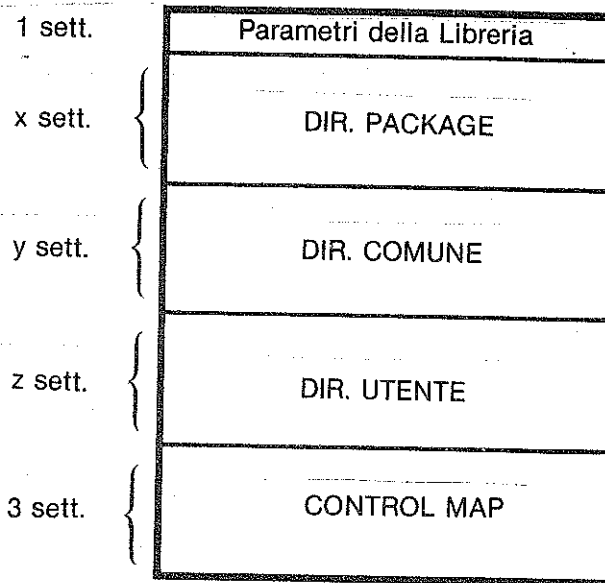 1 sett. Parametri della Libreria
x sett. DIR. PACKAGE
y sett. DIR. COMUNE
z sett. DIR. UTENTE
3 sett. CONTROL MAP